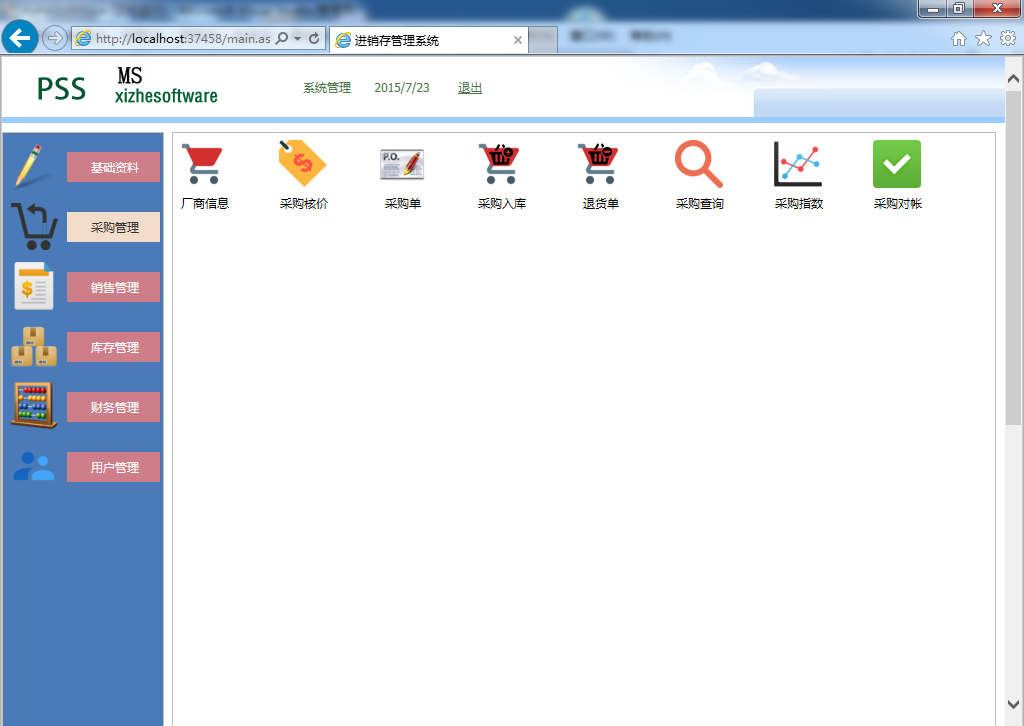 http://localhost:37458/main.as
进销存管理系统
PSS
MS
xizhesoftware
系统管理 2015/7/23 退出
基础资料
采购管理
销售管理
库存管理
财务管理
用户管理
P.O.
厂商信息 采购核价 采购单 采购入库 退货单 采购查询 采购指数 采购对帐